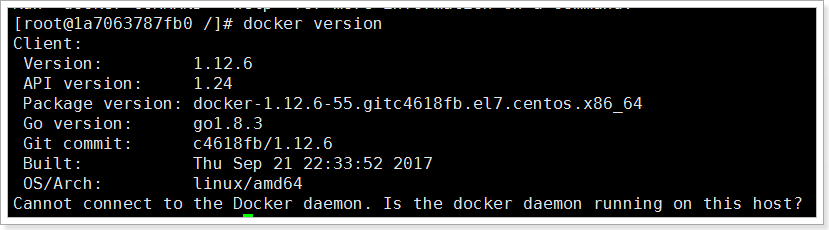 [root@1a7063787fb0 /]# docker version
Client:
 Version:         1.12.6
 API version:     1.24
 Package version: docker-1.12.6-55.gitc4618fb.el7.centos.x86_64
 Go version:      go1.8.3
 Git commit:      c4618fb/1.12.6
 Built:           Thu Sep 21 22:33:52 2017
 OS/Arch:         linux/amd64
Cannot connect to the Docker daemon. Is the docker daemon running on this host?